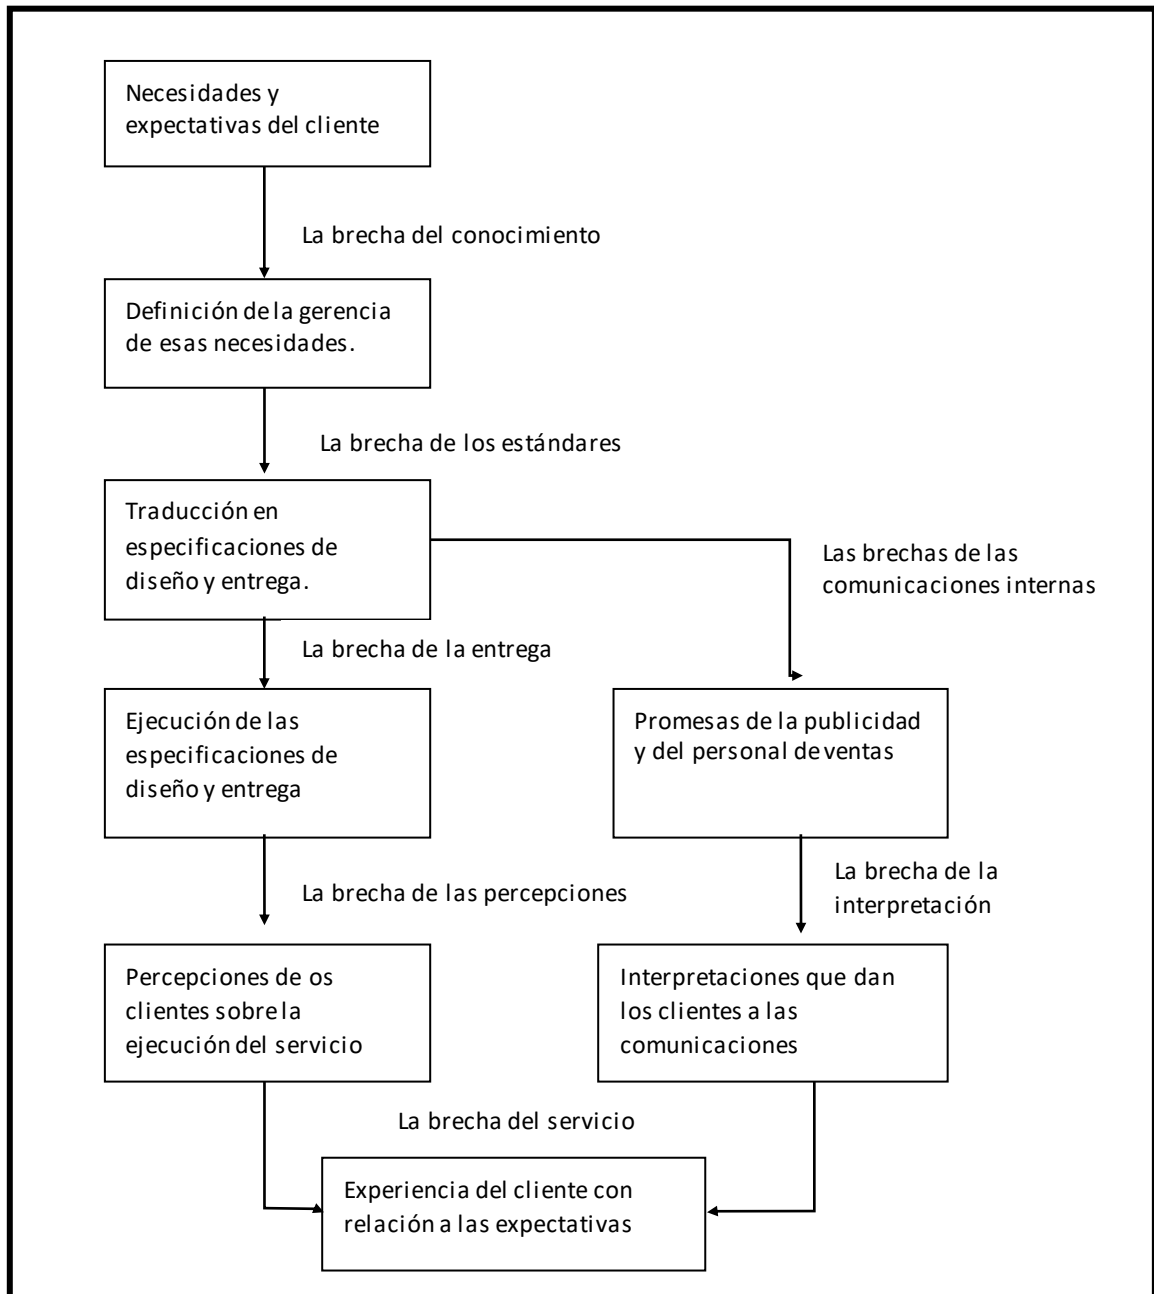 Necesidades y
expectativas del cliente
La brecha del conocimiento
Definición de la gerencia
de esas necesidades.
La brecha de los estándares
Traducción en
especificaciones de
diseño y entrega.
Las brechas de las
comunicaciones internas
La brecha de la entrega
Ejecución de las
especificaciones de
diseño y entrega
Promesas de la publicidad
y del personal de ventas
La brecha de las percepciones
La brecha de la
interpretación
Percepciones de os
clientes sobre la
ejecución del servicio
Interpretaciones que dan
los clientes a las
comunicaciones
La brecha del servicio
Experiencia del cliente con
relación a las expectativas